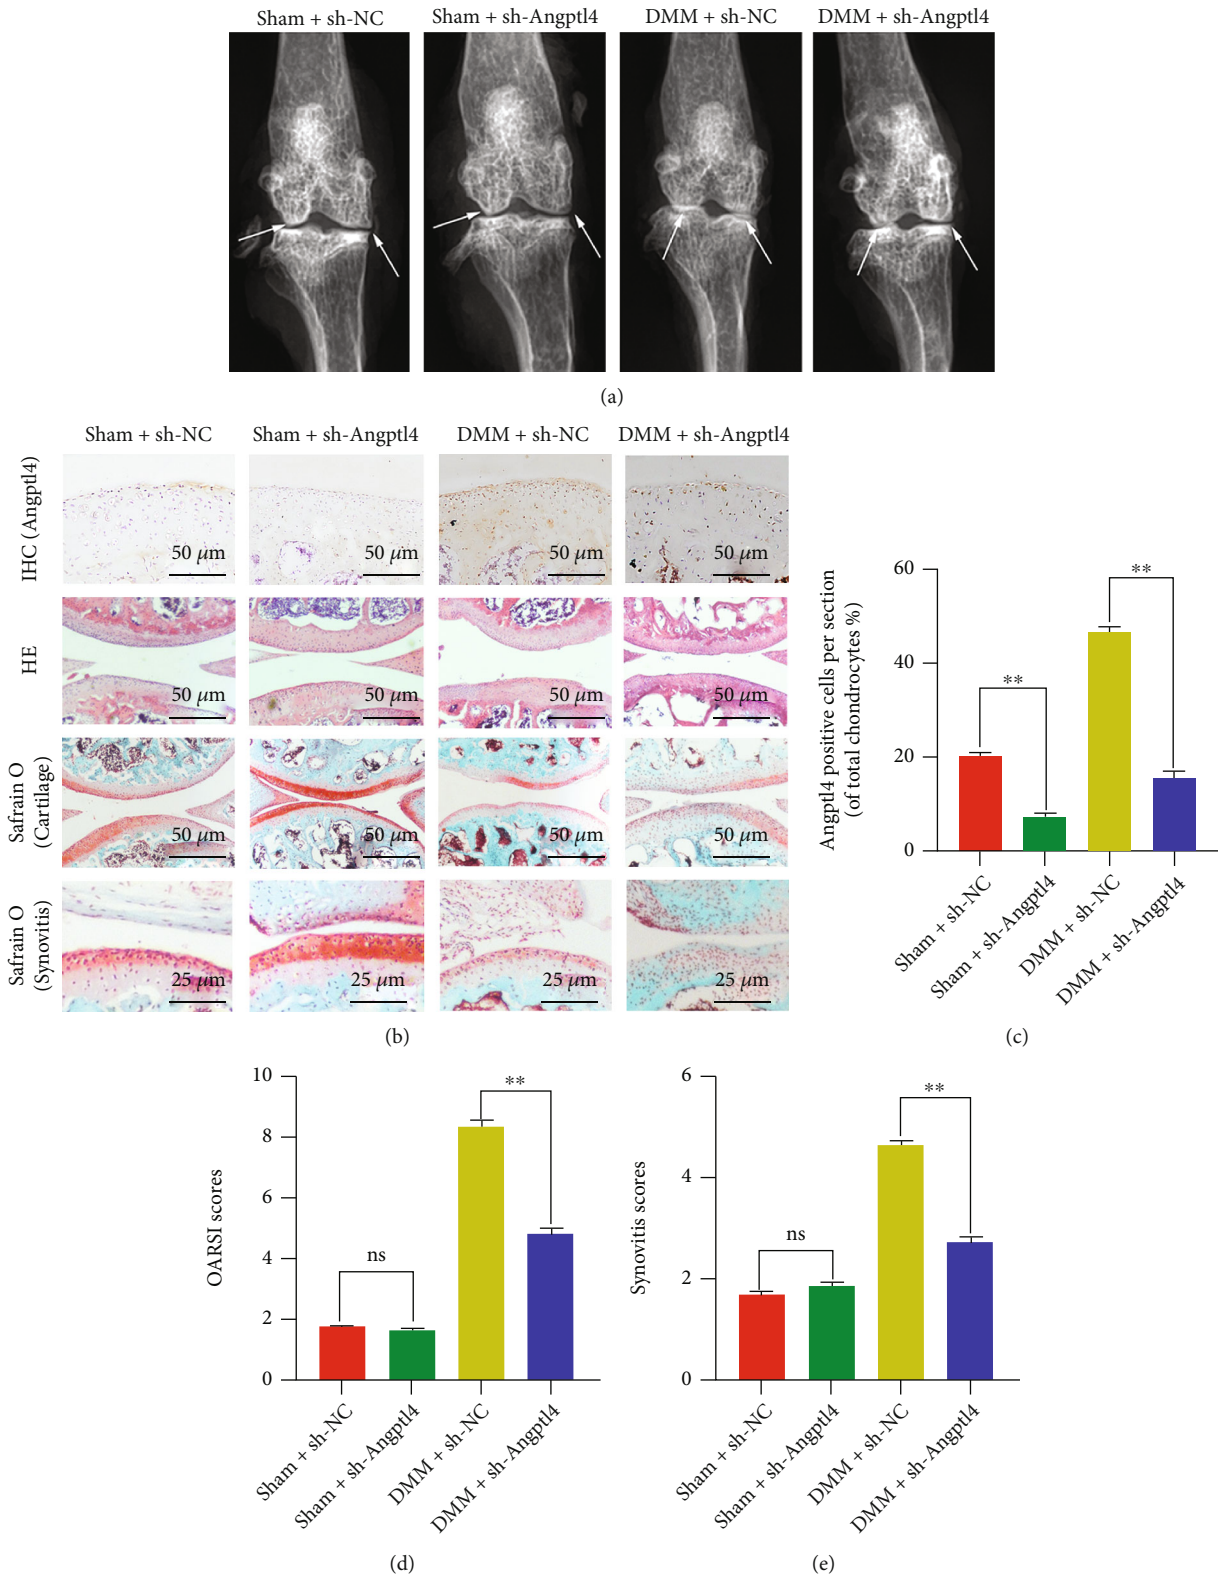 Sham + sh-NC Sham + sh-Angptl4 DMM + sh-NC DMM + sh-Angptl4
(a)
Sham + sh-NC Sham + sh-Angptl4 DMM + sh-NC DMM + sh-Angptl4
IHC (Angptl4)
50 μm 50 μm 50 μm 50 μm
HE
50 μm 50 μm 50 μm 50 μm
Safrain O
(Cartilage)
50 μm 50 μm 50 μm 50 μm
Safrain O
(Synovitis)
25 μm 25 μm 25 μm 25 μm
(b)
Angptl4 positive cells per section
(of total chondrocytes %)
60
40
20
0
**
**
Sham + sh-NC
Sham + sh-Angptl4
DMM + sh-NC
DMM + sh-Angptl4
(c)
OARSI scores
10
8
6
4
2
0
ns
**
Sham + sh-NC
Sham + sh-Angptl4
DMM + sh-NC
DMM + sh-Angptl4
(d)
Synovitis scores
6
4
2
0
ns
**
Sham + sh-NC
Sham + sh-Angptl4
DMM + sh-NC
DMM + sh-Angptl4
(e)